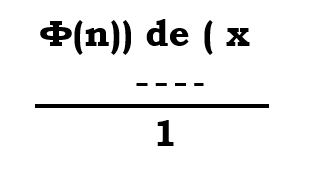 Φ(n)) de ( x
----
1